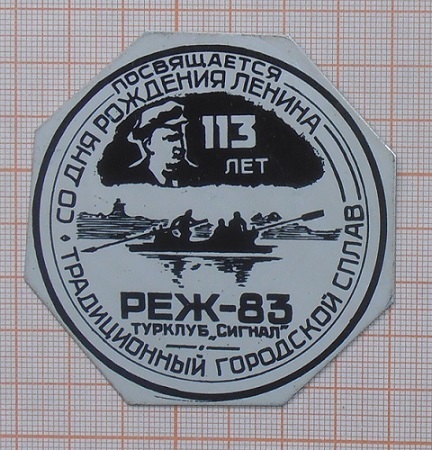 ПОСВЯЩАЕТСЯ
СО ДНЯ РОЖДЕНИЯ ЛЕНИНА
113
ЛЕТ
РЕЖ-83
ТУРКЛУБ „СИГНАЛ"
ТРАДИЦИОННЫЙ ГОРОДСКОЙ СПЛАВ